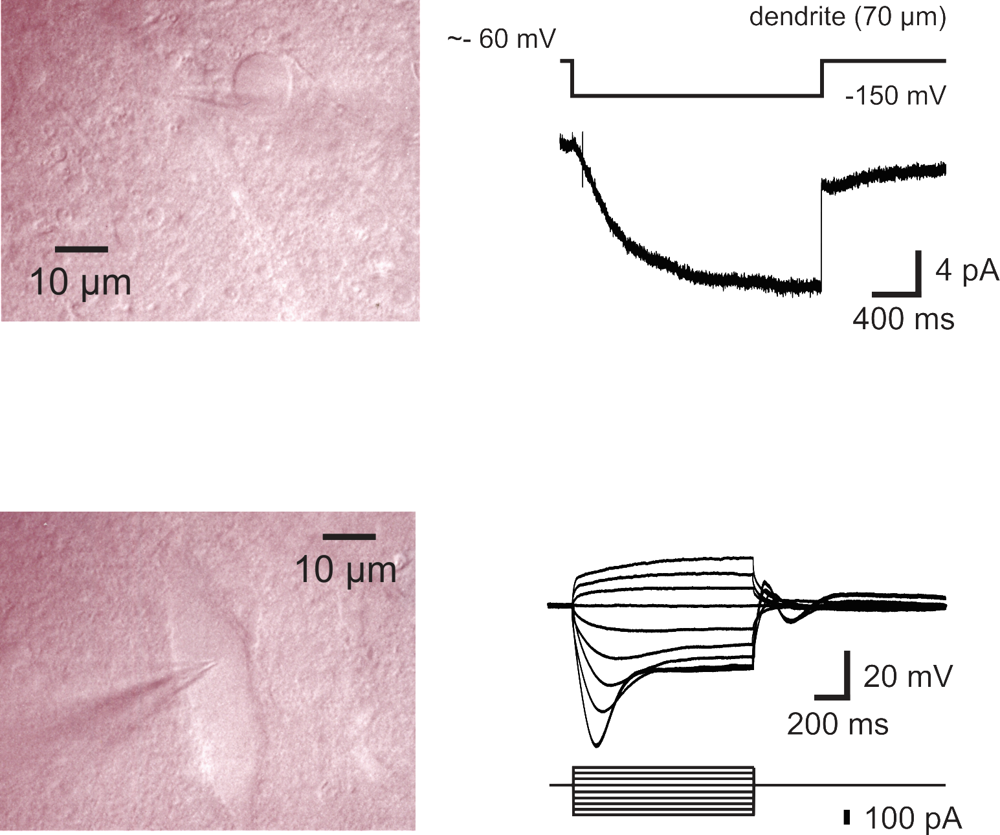 dendrite (70 µm)
~- 60 mV
-150 mV
10 µm
4 pA
400 ms
10 µm
20 mV
200 ms
100 pA